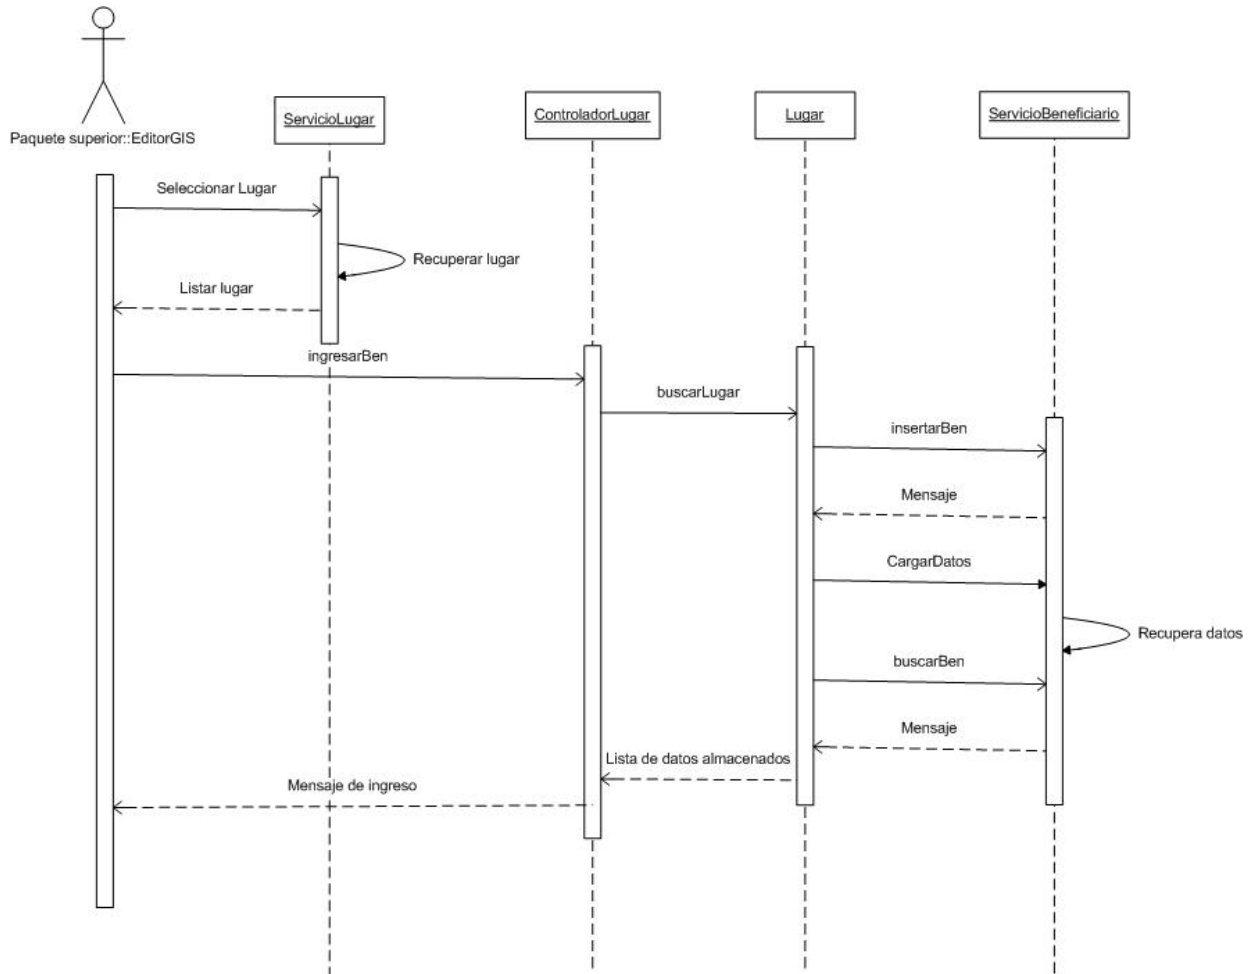 Paquete superior::EditorGIS
ServicioLugar
ControladorLugar
Lugar
ServicioBeneficiario
Seleccionar Lugar
Recuperar lugar
Listar lugar
ingresarBen
buscarLugar
insertarBen
Mensaje
CargarDatos
Recupera datos
buscarBen
Mensaje
Lista de datos almacenados
Mensaje de ingreso